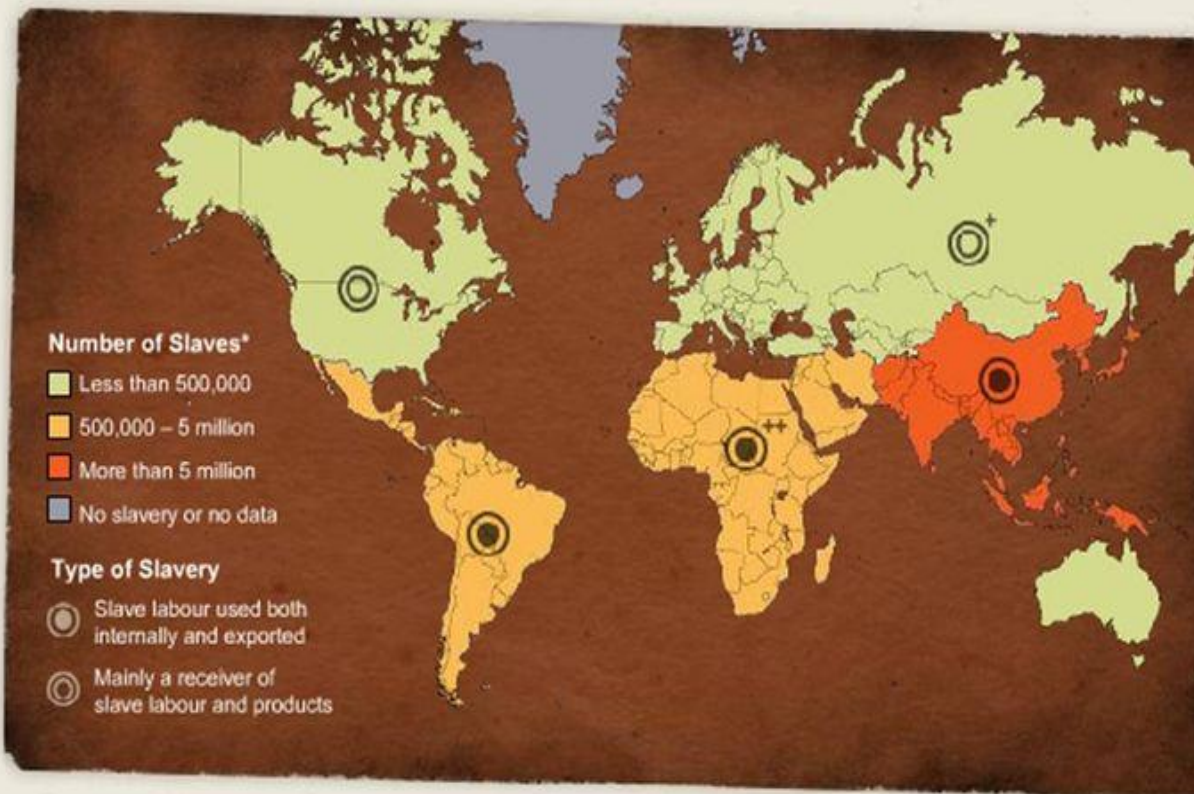 Number of Slaves*
Less than 500,000
500,000 – 5 million
More than 5 million
No slavery or no data
Type of Slavery
Slave labour used both
internally and exported
Mainly a receiver of
slave labour and products
+
++